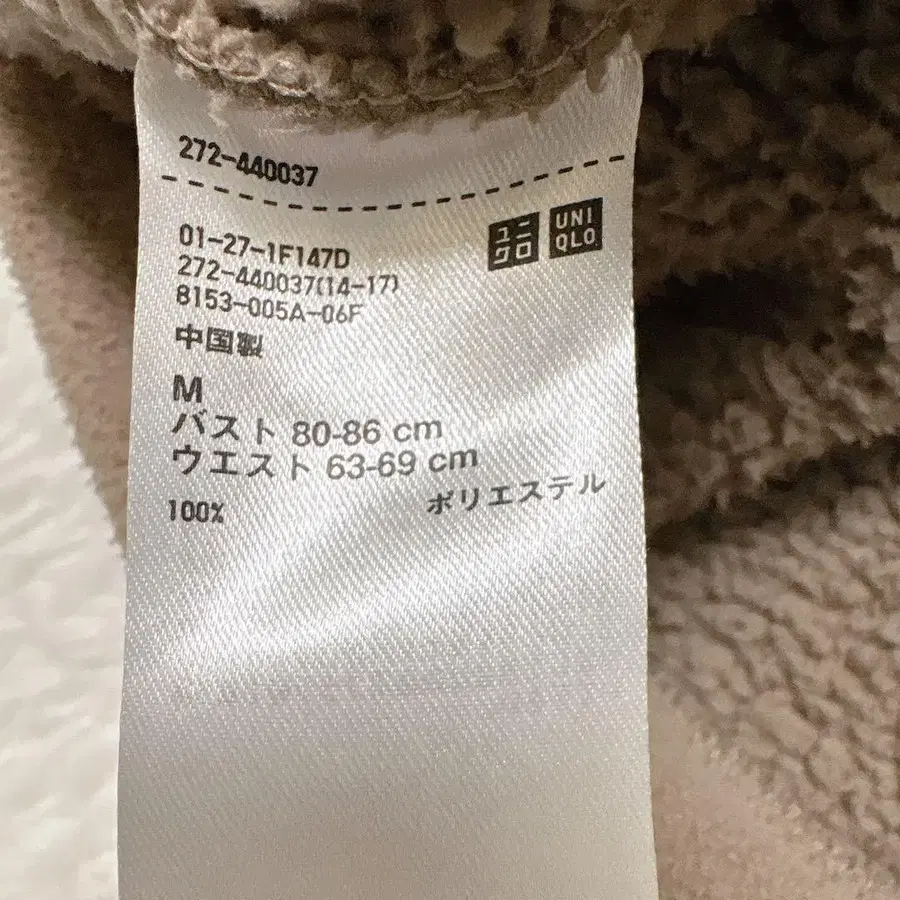 272-440037
ユニ
クロ
UNI
QLO
01-27-1F147D
272-440037(14-17)
8153-005A-06F
中国製
M
バスト 80-86 cm
ウエスト 63-69 cm
100% ポリエステル